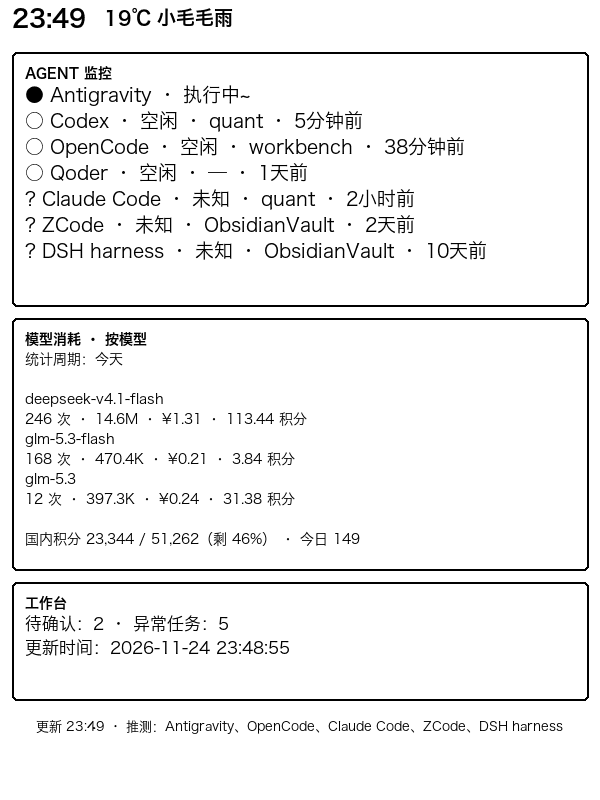 23:49 19℃ 小毛毛雨
AGENT 监控
● Antigravity · 执行中~
○ Codex · 空闲 · quant · 5分钟前
○ OpenCode · 空闲 · workbench · 38分钟前
○ Qoder · 空闲 · — · 1天前
? Claude Code · 未知 · quant · 2小时前
? ZCode · 未知 · ObsidianVault · 2天前
? DSH harness · 未知 · ObsidianVault · 10天前
模型消耗 · 按模型
统计周期：今天
deepseek-v4.1-flash
246 次 · 14.6M · ¥1.31 · 113.44 积分
glm-5.3-flash
168 次 · 470.4K · ¥0.21 · 3.84 积分
glm-5.3
12 次 · 397.3K · ¥0.24 · 31.38 积分
国内积分 23,344 / 51,262（剩 46%） · 今日 149
工作台
待确认：2 · 异常任务：5
更新时间：2026-11-24 23:48:55
更新 23:49 · 推测：Antigravity、OpenCode、Claude Code、ZCode、DSH harness